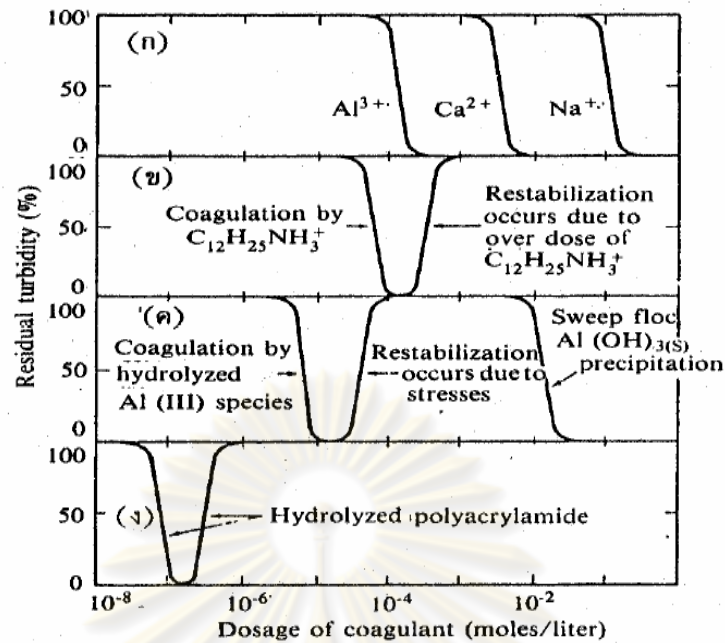 100
(ก)
50
0
Al3+
Ca2+
Na+
100
(ข)
50
0
Coagulation by
C12H25NH3+
Restabilization
occurs due to
over dose of
C12H25NH3+
100
(ค)
50
0
Coagulation by
hydrolyzed
Al (III) species
Restabilization
occurs due to
stresses
Sweep floc
Al (OH)3(S)
precipitation
100
50
0
(ง)
Hydrolyzed polyacrylamide
Residual turbidity (%)
10-8
10-6
10-4
10-2
Dosage of coagulant (moles/liter)